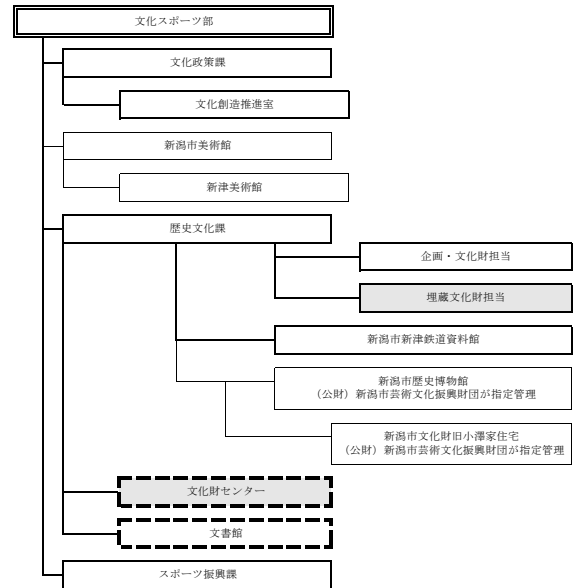 文化スポーツ部
文化政策課
文化創造推進室
新潟市美術館
新津美術館
歴史文化課
企画・文化財担当
埋蔵文化財担当
新潟市新津鉄道資料館
新潟市歴史博物館
（公財）新潟市芸術文化振興財団が指定管理
新潟市文化財旧小澤家住宅
（公財）新潟市芸術文化振興財団が指定管理
文化財センター
文書館
スポーツ振興課